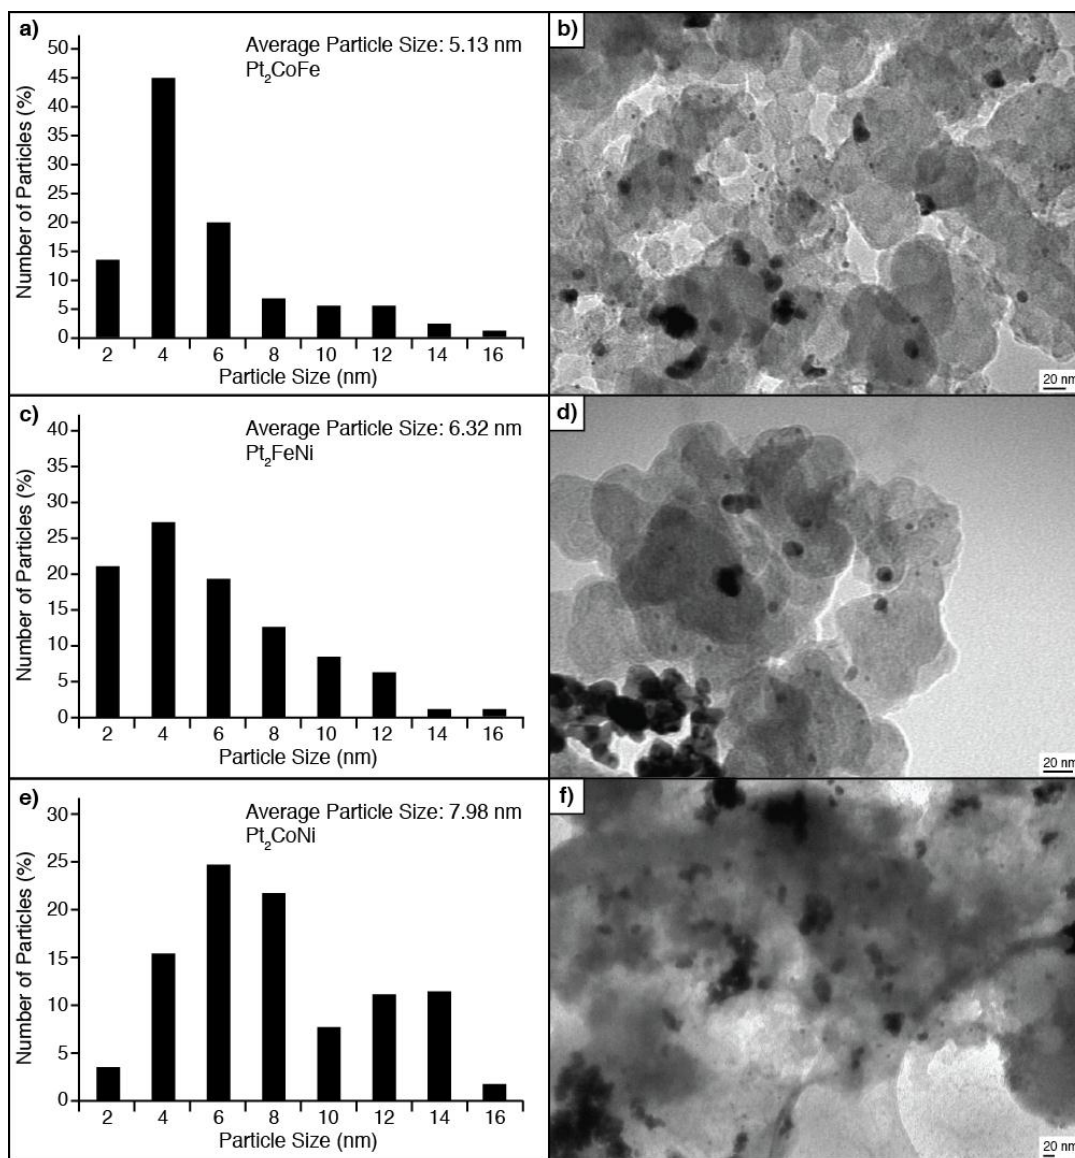 a)
Average Particle Size: 5.13 nm
Pt₂CoFe
Number of Particles (%)
50
45
40
35
30
25
20
15
10
5
0
2 4 6 8 10 12 14 16
Particle Size (nm)
b)
20 nm
c)
Average Particle Size: 6.32 nm
Pt₂FeNi
Number of Particles (%)
40
35
30
25
20
15
10
5
0
2 4 6 8 10 12 14 16
Particle Size (nm)
d)
20 nm
e)
Average Particle Size: 7.98 nm
Pt₂CoNi
Number of Particles (%)
30
25
20
15
10
5
0
2 4 6 8 10 12 14 16
Particle Size (nm)
f)
20 nm